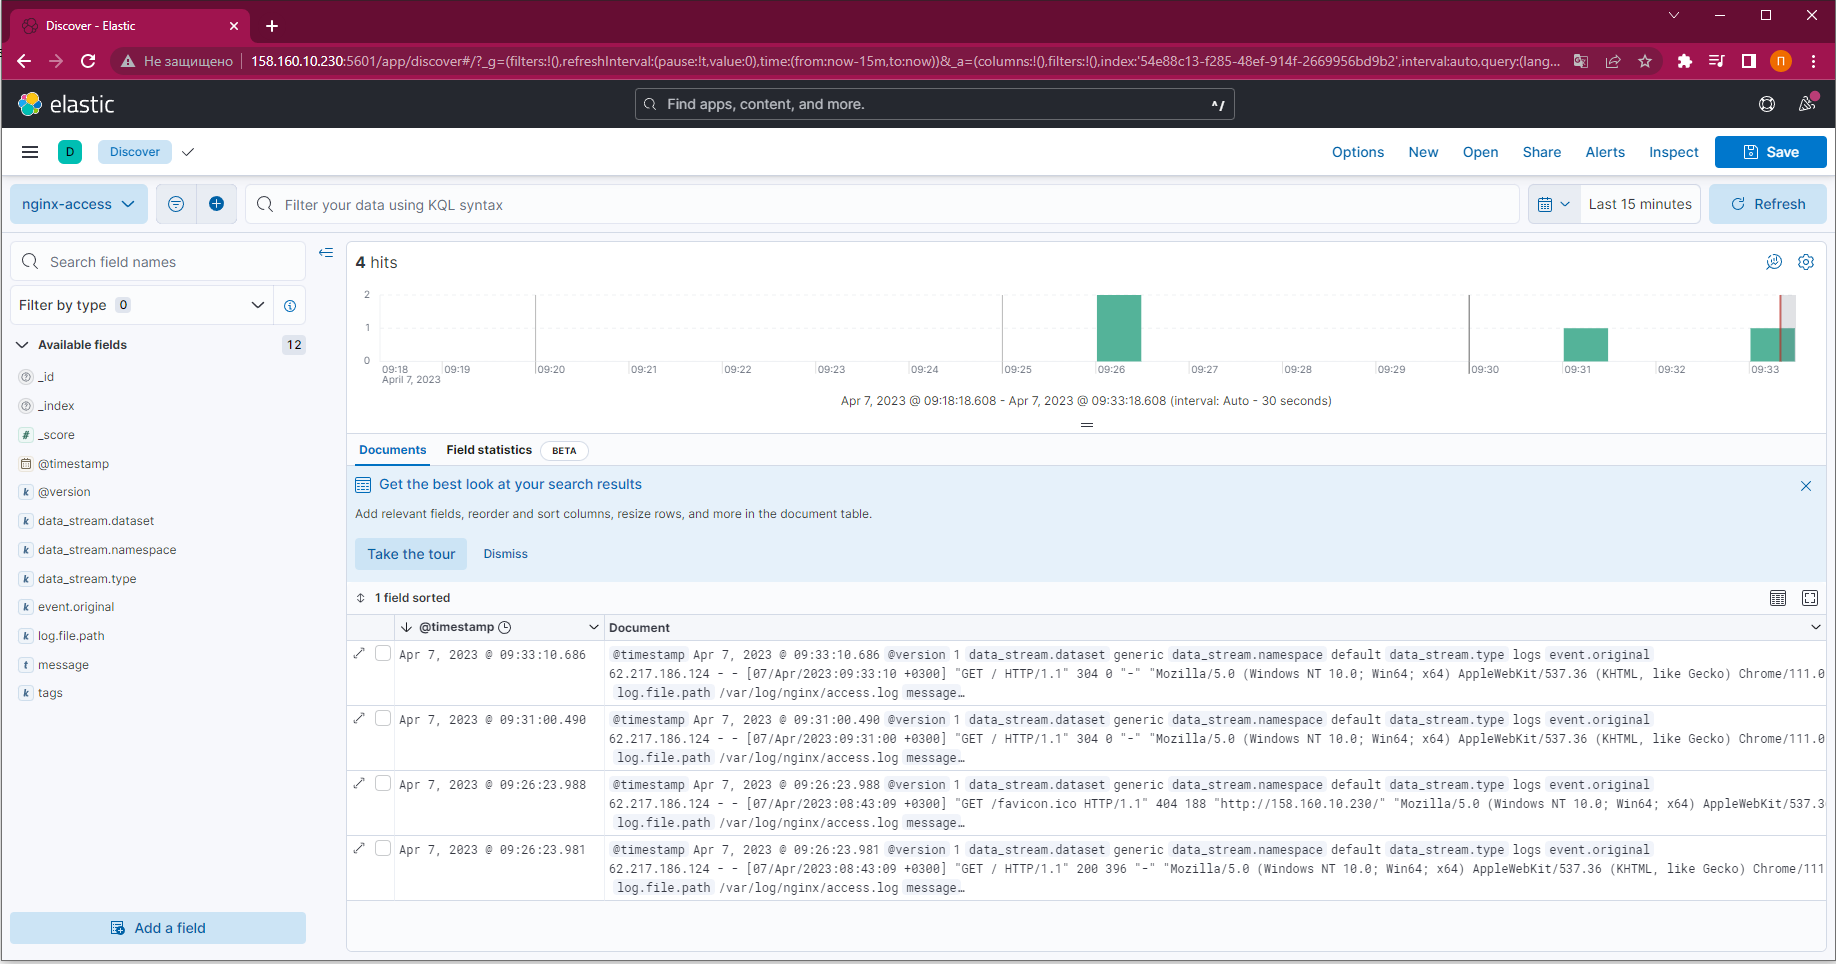 Discover - Elastic
Не защищено 158.160.10.230:5601/app/discover#/?_g=(filters:!(),refreshInterval:(pause:!t,value:0),time:(from:now-15m,to:now))&_a=(columns:!(),filters:!(),index:'54e88c13-f285-48ef-914f-2669956bd9b2',interval:auto,query:(lang...
П
elastic
Find apps, content, and more.
^/
D
Discover
Options New Open Share Alerts Inspect Save
nginx-access
Filter your data using KQL syntax
Last 15 minutes
Refresh
Search field names
Filter by type 0
Available fields 12
_id
_index
# _score
@timestamp
k @version
k data_stream.dataset
k data_stream.namespace
k data_stream.type
k event.original
k log.file.path
t message
k tags
Add a field
4 hits
2
1
0
09:18 09:19 09:20 09:21 09:22 09:23 09:24 09:25 09:26 09:27 09:28 09:29 09:30 09:31 09:32 09:33
April 7, 2023
Apr 7, 2023 @ 09:18:18.608 - Apr 7, 2023 @ 09:33:18.608 (interval: Auto - 30 seconds)
Documents Field statistics BETA
Get the best look at your search results
Add relevant fields, reorder and sort columns, resize rows, and more in the document table.
Take the tour Dismiss
1 field sorted
@timestamp Document
Apr 7, 2023 @ 09:33:10.686 @timestamp Apr 7, 2023 @ 09:33:10.686 @version 1 data_stream.dataset generic data_stream.namespace default data_stream.type logs event.original
62.217.186.124 - - [07/Apr/2023:09:33:10 +0300] "GET / HTTP/1.1" 304 0 "-" "Mozilla/5.0 (Windows NT 10.0; Win64; x64) AppleWebKit/537.36 (KHTML, like Gecko) Chrome/111.0
log.file.path /var/log/nginx/access.log message…
Apr 7, 2023 @ 09:31:00.490 @timestamp Apr 7, 2023 @ 09:31:00.490 @version 1 data_stream.dataset generic data_stream.namespace default data_stream.type logs event.original
62.217.186.124 - - [07/Apr/2023:09:31:00 +0300] "GET / HTTP/1.1" 304 0 "-" "Mozilla/5.0 (Windows NT 10.0; Win64; x64) AppleWebKit/537.36 (KHTML, like Gecko) Chrome/111.0
log.file.path /var/log/nginx/access.log message…
Apr 7, 2023 @ 09:26:23.988 @timestamp Apr 7, 2023 @ 09:26:23.988 @version 1 data_stream.dataset generic data_stream.namespace default data_stream.type logs event.original
62.217.186.124 - - [07/Apr/2023:08:43:09 +0300] "GET /favicon.ico HTTP/1.1" 404 188 "http://158.160.10.230/" "Mozilla/5.0 (Windows NT 10.0; Win64; x64) AppleWebKit/537.3
log.file.path /var/log/nginx/access.log message…
Apr 7, 2023 @ 09:26:23.981 @timestamp Apr 7, 2023 @ 09:26:23.981 @version 1 data_stream.dataset generic data_stream.namespace default data_stream.type logs event.original
62.217.186.124 - - [07/Apr/2023:08:43:09 +0300] "GET / HTTP/1.1" 200 396 "-" "Mozilla/5.0 (Windows NT 10.0; Win64; x64) AppleWebKit/537.36 (KHTML, like Gecko) Chrome/111
log.file.path /var/log/nginx/access.log message…